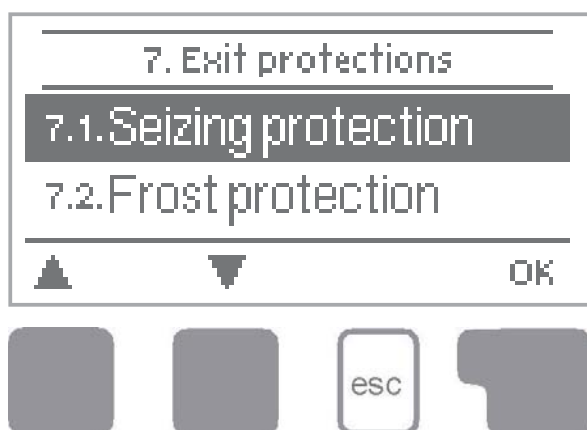 7. Exit protections
7.1.Seizing protection
7.2.Frost protection
OK
esc